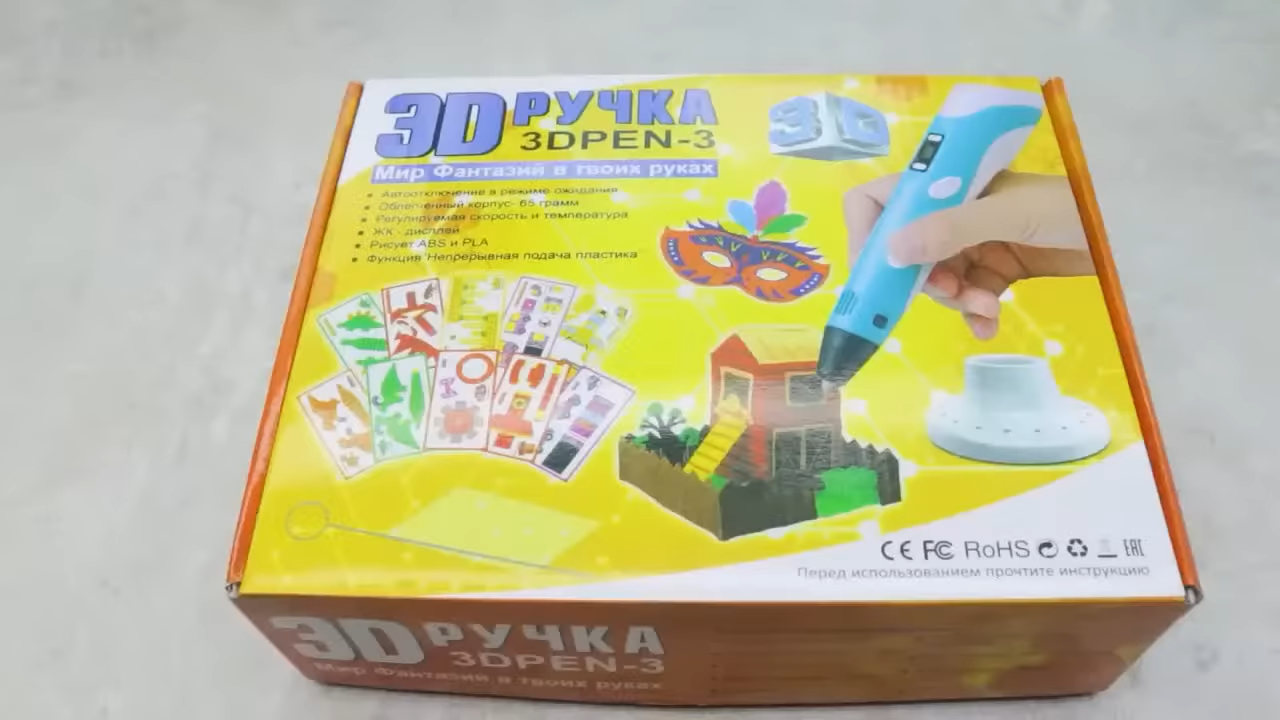 3D РУЧКА
3DPEN-3
Мир Фантазий в твоих руках
Автоотключение в режиме ожидания
Облегченный корпус- 65 грамм
Регулируемая скорость и температура
ЖК - дисплей
Рисует ABS и PLA
Функция Непрерывная подача пластика
3D
CE FC RoHS EAC
Перед использованием прочтите инструкцию
3D РУЧКА
3DPEN-3
Мир Фантазий в твоих руках